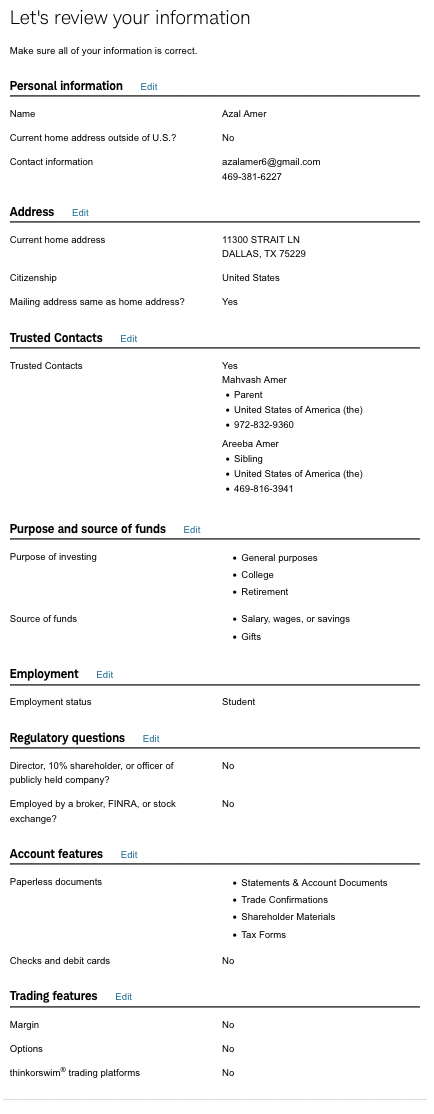 Let's review your information
Make sure all of your information is correct.
Personal information Edit
Name Azal Amer
Current home address outside of U.S.? No
Contact information azalamer6@gmail.com
469-381-6227
Address Edit
Current home address 11300 STRAIT LN
DALLAS, TX 75229
Citizenship United States
Mailing address same as home address? Yes
Trusted Contacts Edit
Trusted Contacts Yes
Mahvash Amer
• Parent
• United States of America (the)
• 972-832-9360
Areeba Amer
• Sibling
• United States of America (the)
• 469-816-3941
Purpose and source of funds Edit
Purpose of investing • General purposes
• College
• Retirement
Source of funds • Salary, wages, or savings
• Gifts
Employment Edit
Employment status Student
Regulatory questions Edit
Director, 10% shareholder, or officer of No
publicly held company?
Employed by a broker, FINRA, or stock No
exchange?
Account features Edit
Paperless documents • Statements & Account Documents
• Trade Confirmations
• Shareholder Materials
• Tax Forms
Checks and debit cards No
Trading features Edit
Margin No
Options No
thinkorswim® trading platforms No